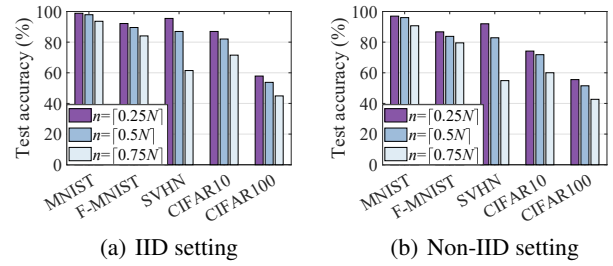 Test accuracy (%)
100
80
60
40
20
0
n=⌈0.25N⌉
n=⌈0.5N⌉
n=⌈0.75N⌉
MNIST
F-MNIST
SVHN
CIFAR10
CIFAR100
(a) IID setting
Test accuracy (%)
100
80
60
40
20
0
n=⌈0.25N⌉
n=⌈0.5N⌉
n=⌈0.75N⌉
MNIST
F-MNIST
SVHN
CIFAR10
CIFAR100
(b) Non-IID setting